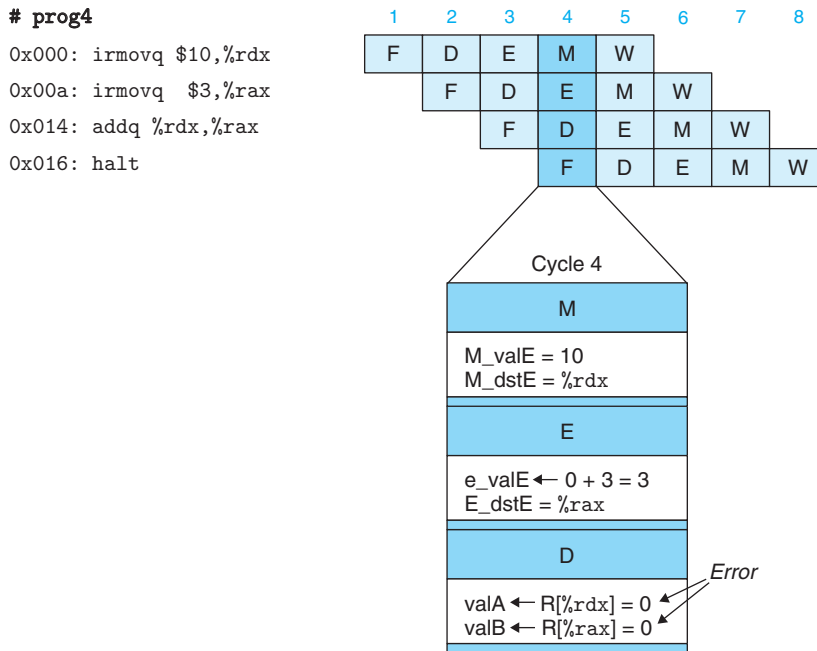 # prog4
1 2 3 4 5 6 7 8
0x000: irmovq $10,%rdx F D E M W
0x00a: irmovq $3,%rax F D E M W
0x014: addq %rdx,%rax F D E M W
0x016: halt F D E M W
Cycle 4
M
M_valE = 10
M_dstE = %rdx
E
e_valE ← 0 + 3 = 3
E_dstE = %rax
D
Error
valA ← R[%rdx] = 0
valB ← R[%rax] = 0